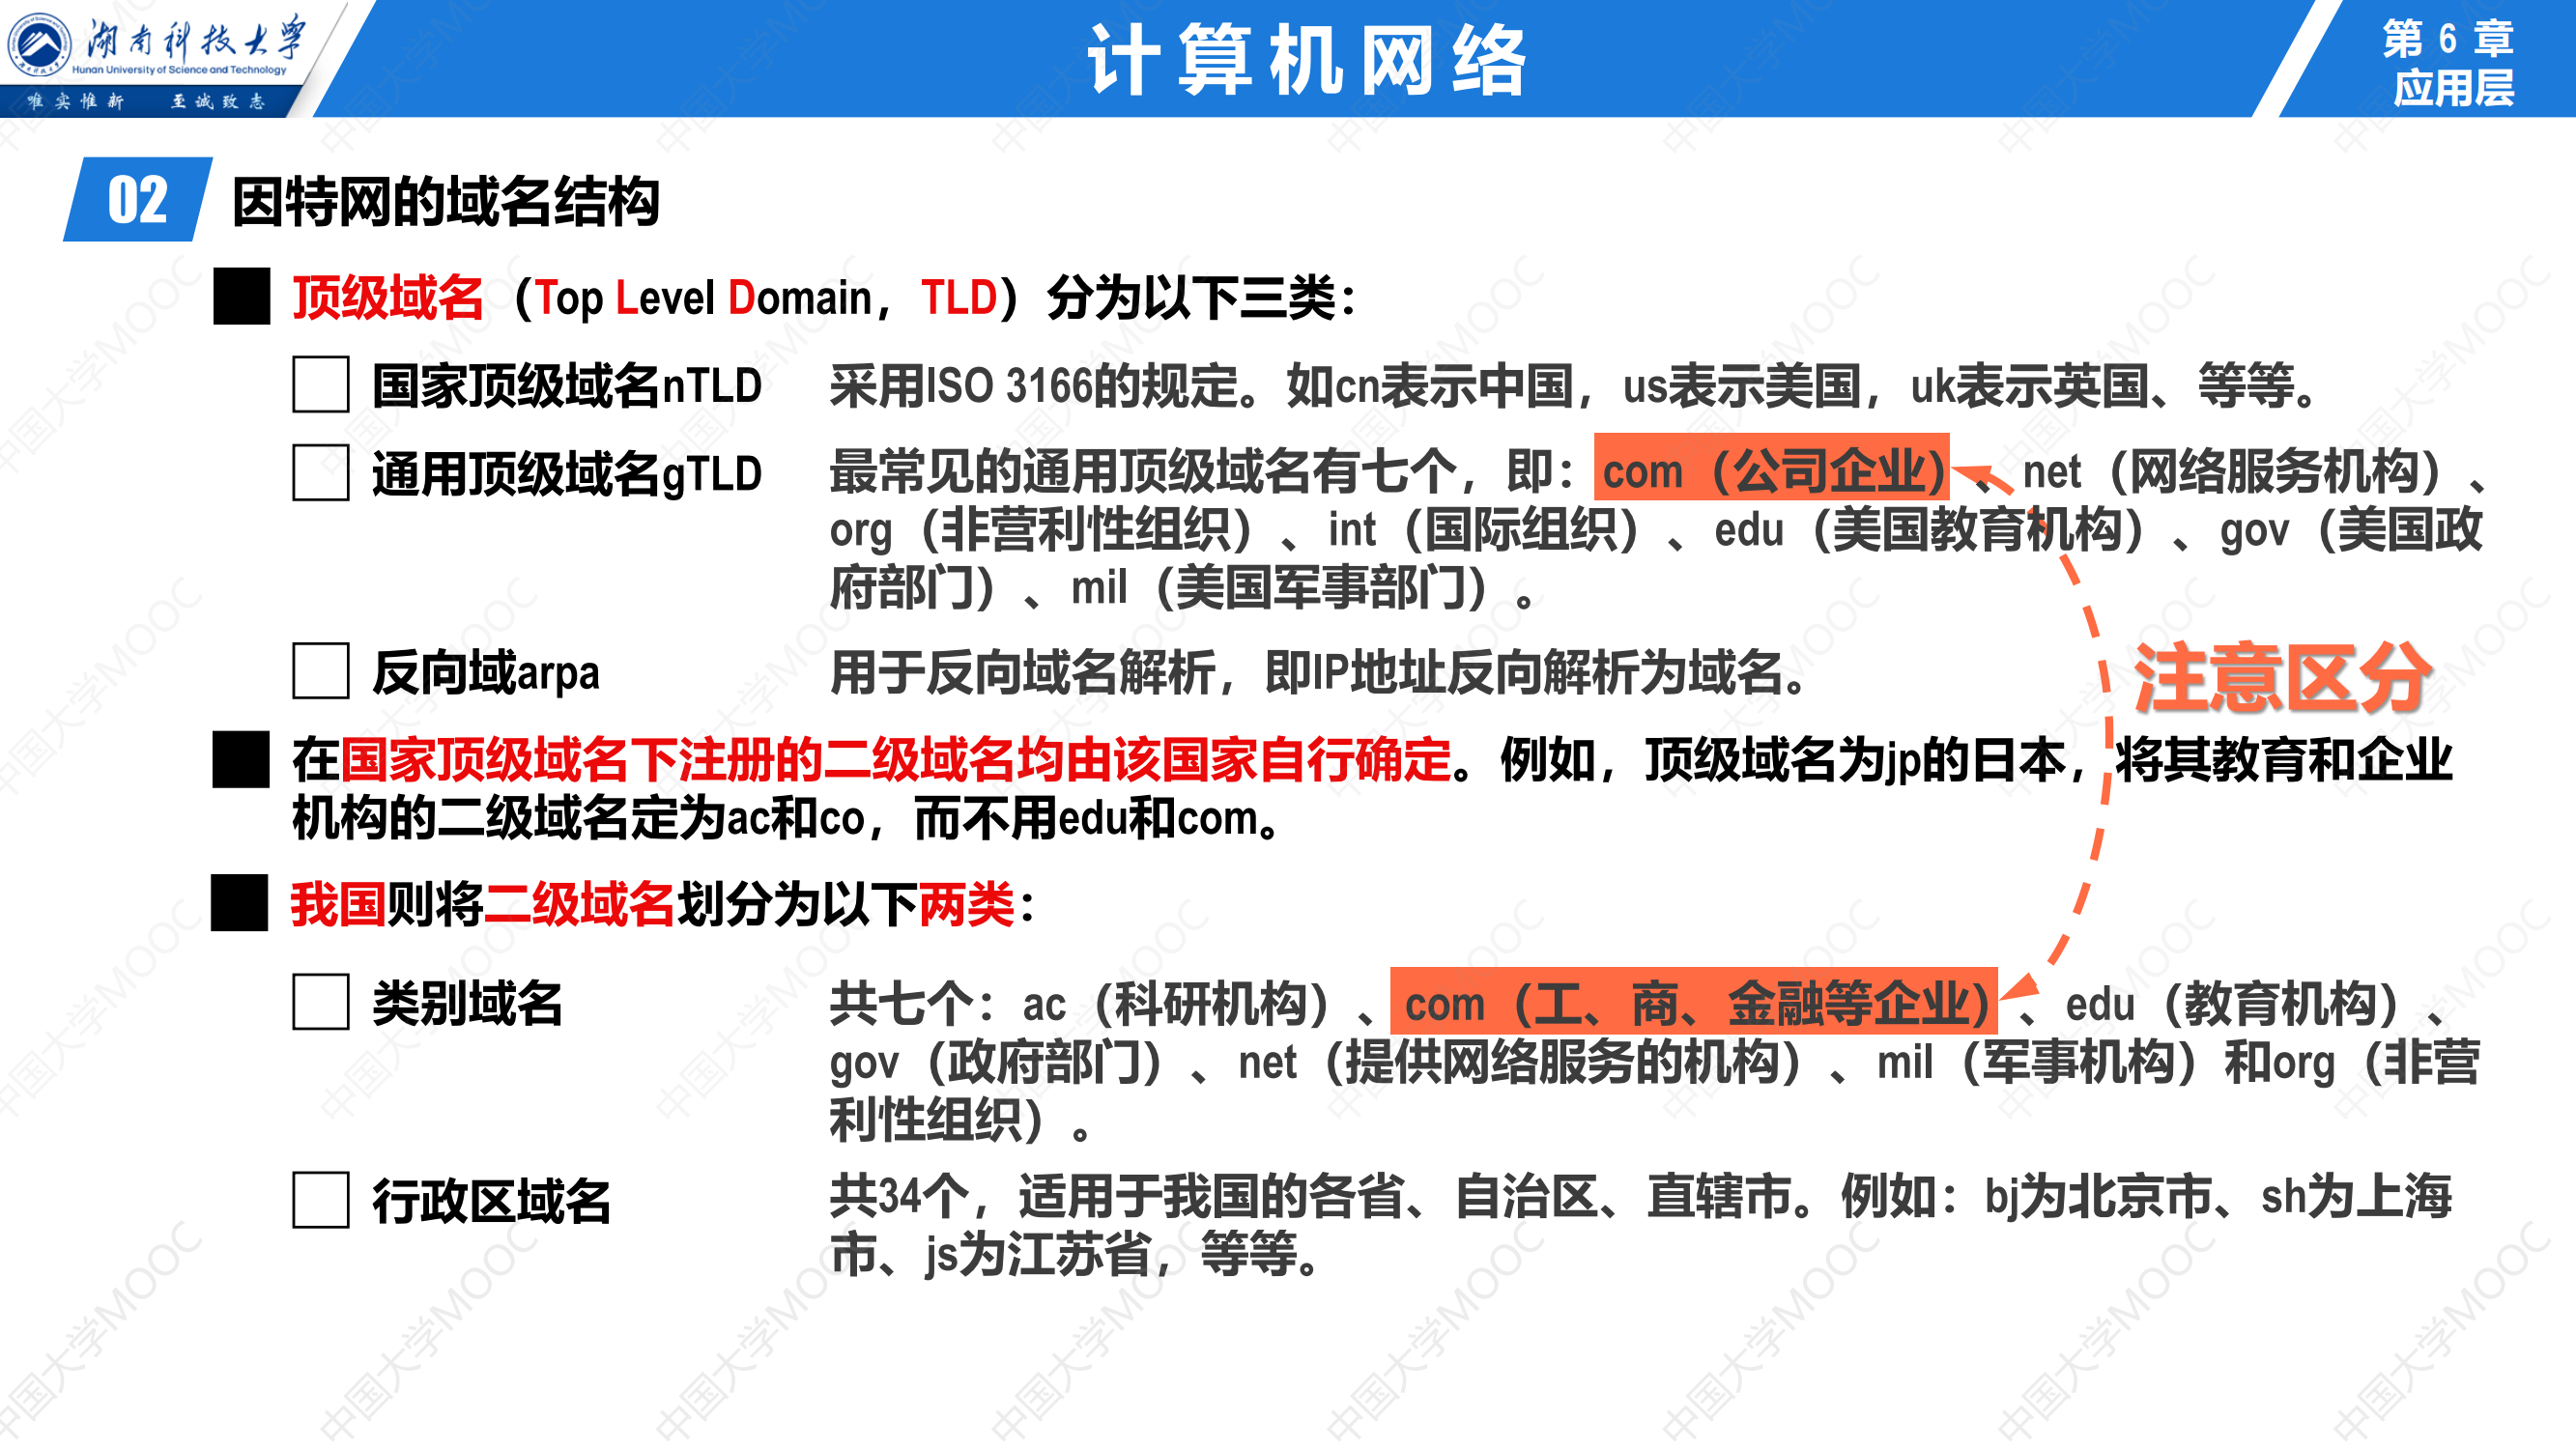 湖南科技大学
Hunan University of Science and Technology
唯实惟新 至诚致志
计算机网络
第 6 章
应用层
02 因特网的域名结构
顶级域名（Top Level Domain，TLD）分为以下三类：
国家顶级域名nTLD 采用ISO 3166的规定。如cn表示中国，us表示美国，uk表示英国、等等。
通用顶级域名gTLD 最常见的通用顶级域名有七个，即：com（公司企业）、net（网络服务机构）、
org（非营利性组织）、int（国际组织）、edu（美国教育机构）、gov（美国政
府部门）、mil（美国军事部门）。
反向域arpa 用于反向域名解析，即IP地址反向解析为域名。
注意区分
在国家顶级域名下注册的二级域名均由该国家自行确定。例如，顶级域名为jp的日本，将其教育和企业
机构的二级域名定为ac和co，而不用edu和com。
我国则将二级域名划分为以下两类：
类别域名 共七个：ac（科研机构）、com（工、商、金融等企业）、edu（教育机构）、
gov（政府部门）、net（提供网络服务的机构）、mil（军事机构）和org（非营
利性组织）。
行政区域名 共34个，适用于我国的各省、自治区、直辖市。例如：bj为北京市、sh为上海
市、js为江苏省，等等。
中国大学MOOC